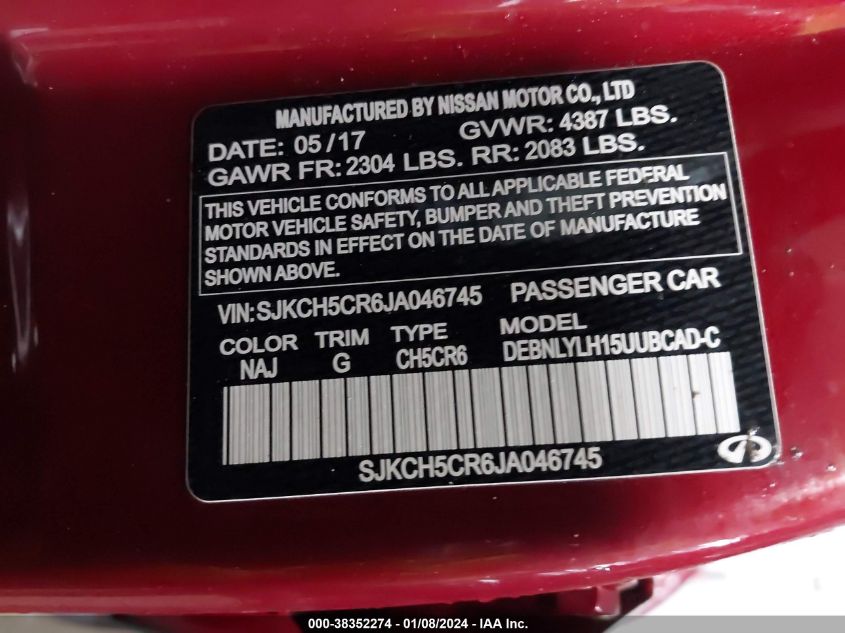 MANUFACTURED BY NISSAN MOTOR CO., LTD
DATE: 05/17 GVWR: 4387 LBS.
GAWR FR: 2304 LBS. RR: 2083 LBS.
THIS VEHICLE CONFORMS TO ALL APPLICABLE FEDERAL
MOTOR VEHICLE SAFETY, BUMPER AND THEFT PREVENTION
STANDARDS IN EFFECT ON THE DATE OF MANUFACTURE
SHOWN ABOVE.
VIN: SJKCH5CR6JA046745 PASSENGER CAR
COLOR TRIM TYPE MODEL
NAJ G CH5CR6 DEBNLYLH15UUBCAD-C
SJKCH5CR6JA046745
000-38352274 - 01/08/2024 - IAA Inc.